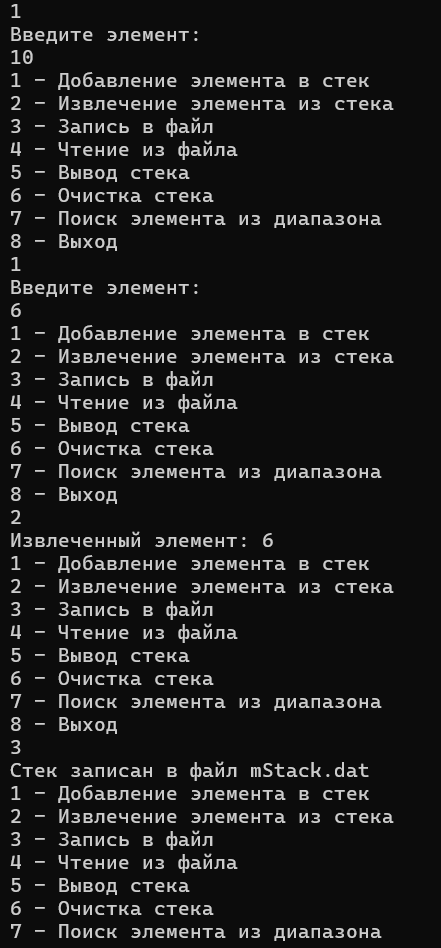 1
Введите элемент:
10
1 - Добавление элемента в стек
2 - Извлечение элемента из стека
3 - Запись в файл
4 - Чтение из файла
5 - Вывод стека
6 - Очистка стека
7 - Поиск элемента из диапазона
8 - Выход
1
Введите элемент:
6
1 - Добавление элемента в стек
2 - Извлечение элемента из стека
3 - Запись в файл
4 - Чтение из файла
5 - Вывод стека
6 - Очистка стека
7 - Поиск элемента из диапазона
8 - Выход
2
Извлеченный элемент: 6
1 - Добавление элемента в стек
2 - Извлечение элемента из стека
3 - Запись в файл
4 - Чтение из файла
5 - Вывод стека
6 - Очистка стека
7 - Поиск элемента из диапазона
8 - Выход
3
Стек записан в файл mStack.dat
1 - Добавление элемента в стек
2 - Извлечение элемента из стека
3 - Запись в файл
4 - Чтение из файла
5 - Вывод стека
6 - Очистка стека
7 - Поиск элемента из диапазона